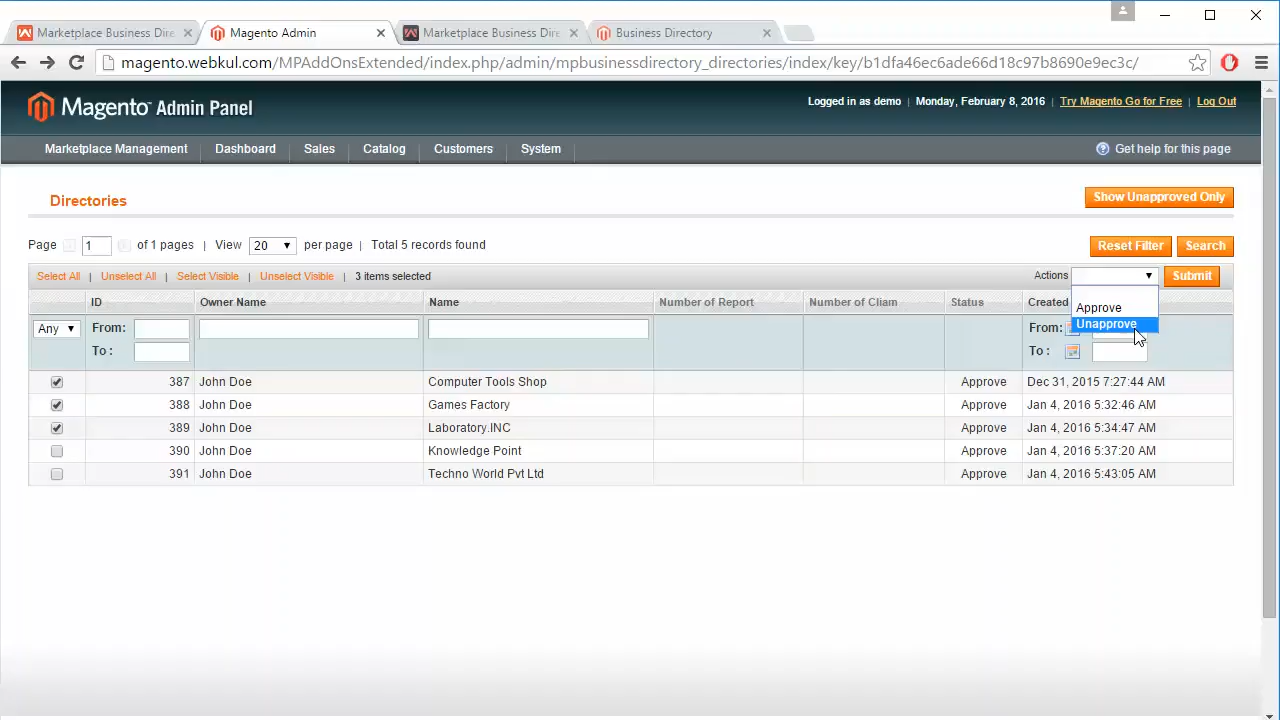 Marketplace Business Dire
Magento Admin
Marketplace Business Dire
Business Directory
magento.webkul.com/MPAddOnsExtended/index.php/admin/mpbusinessdirectory_directories/index/key/b1dfa46ec6ade66d18c97b8690e9ec3c/
Magento Admin Panel
Logged in as demo | Monday, February 8, 2016 | Try Magento Go for Free | Log Out
Marketplace Management Dashboard Sales Catalog Customers System Get help for this page
Directories
Show Unapproved Only
Page 1 of 1 pages | View 20 per page | Total 5 records found
Reset Filter Search
Select All | Unselect All | Select Visible | Unselect Visible | 3 items selected
Actions Submit
Approve
Unapprove
ID Owner Name Name Number of Report Number of Cliam Status Created
Any From: From:
To : To :
387 John Doe Computer Tools Shop Approve Dec 31, 2015 7:27:44 AM
388 John Doe Games Factory Approve Jan 4, 2016 5:32:46 AM
389 John Doe Laboratory.INC Approve Jan 4, 2016 5:34:47 AM
390 John Doe Knowledge Point Approve Jan 4, 2016 5:37:20 AM
391 John Doe Techno World Pvt Ltd Approve Jan 4, 2016 5:43:05 AM